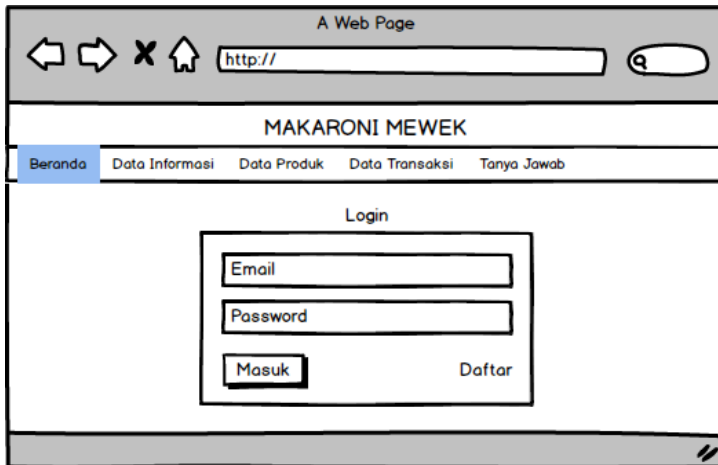 A Web Page
http://
MAKARONI MEWEK
Beranda Data Informasi Data Produk Data Transaksi Tanya Jawab
Login
Email
Password
Masuk Daftar